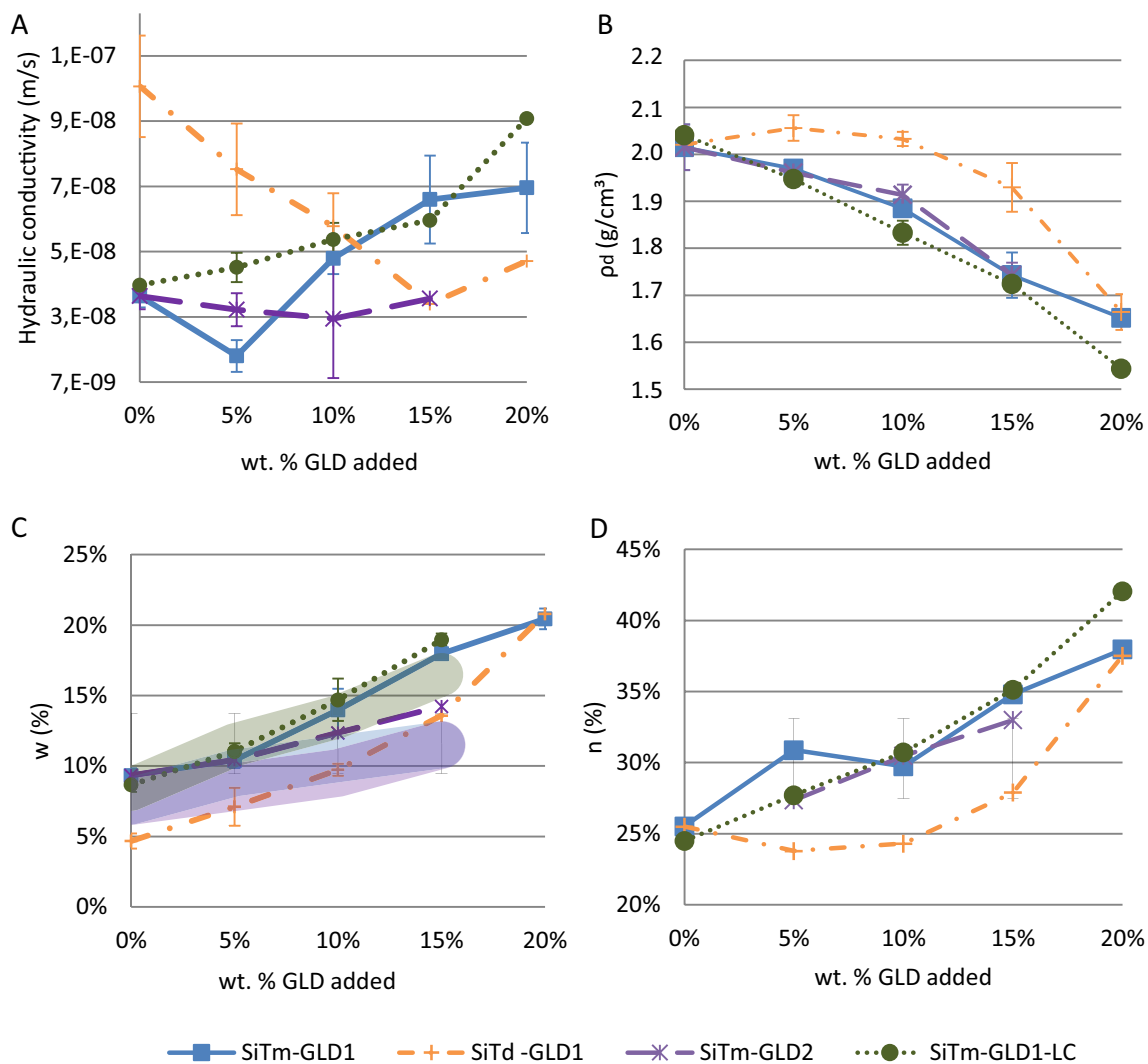 A
Hydraulic conductivity (m/s)
1,E-07
9,E-08
7,E-08
5,E-08
3,E-08
7,E-09
0% 5% 10% 15% 20%
wt. % GLD added
B
ρd (g/cm³)
2.2
2.1
2.0
1.9
1.8
1.7
1.6
1.5
0% 5% 10% 15% 20%
wt. % GLD added
C
w (%)
25%
20%
15%
10%
5%
0%
0% 5% 10% 15% 20%
wt. % GLD added
D
n (%)
45%
40%
35%
30%
25%
20%
0% 5% 10% 15% 20%
wt. % GLD added
SiTm-GLD1 SiTd -GLD1 SiTm-GLD2 SiTm-GLD1-LC